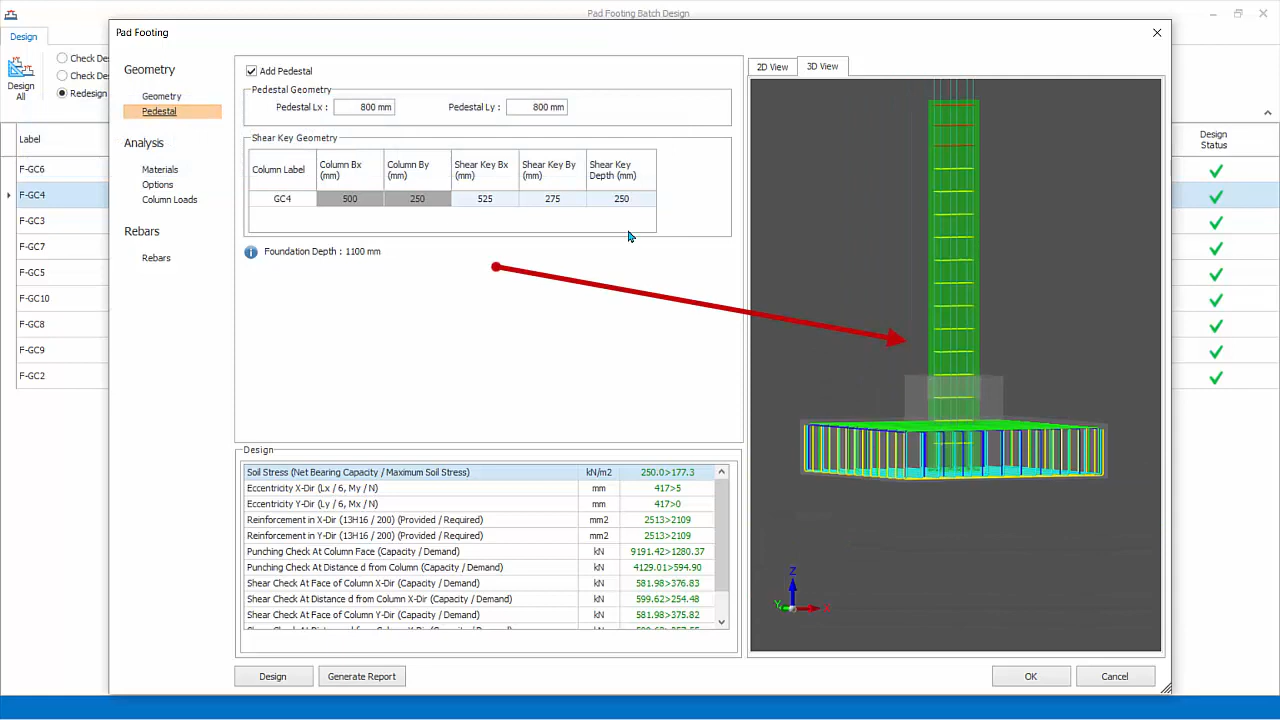 Pad Footing Batch Design
Design
Design
All
Check De
Check De
Redesign
Label
F-GC6
F-GC4
F-GC3
F-GC7
F-GC5
F-GC10
F-GC8
F-GC9
F-GC2
Design
Status
Pad Footing
Geometry
Geometry
Pedestal
Analysis
Materials
Options
Column Loads
Rebars
Rebars
Add Pedestal
Pedestal Geometry
Pedestal Lx : 800 mm Pedestal Ly : 800 mm
Shear Key Geometry
Column Label Column Bx (mm) Column By (mm) Shear Key Bx (mm) Shear Key By (mm) Shear Key Depth (mm)
GC4 500 250 525 275 250
Foundation Depth : 1100 mm
Design
Soil Stress (Net Bearing Capacity / Maximum Soil Stress) kN/m2 250.0>177.3
Eccentricity X-Dir (Lx / 6, My / N) mm 417>5
Eccentricity Y-Dir (Ly / 6, Mx / N) mm 417>0
Reinforcement in X-Dir (13H16 / 200) (Provided / Required) mm2 2513>2109
Reinforcement in Y-Dir (13H16 / 200) (Provided / Required) mm2 2513>2109
Punching Check At Column Face (Capacity / Demand) kN 9191.42>1280.37
Punching Check At Distance d from Column (Capacity / Demand) kN 4129.01>594.90
Shear Check At Face of Column X-Dir (Capacity / Demand) kN 581.98>376.83
Shear Check At Distance d from Column X-Dir (Capacity / Demand) kN 599.62>254.48
Shear Check At Face of Column Y-Dir (Capacity / Demand) kN 581.98>375.82
Design Generate Report
2D View 3D View
Z
Y X
OK Cancel